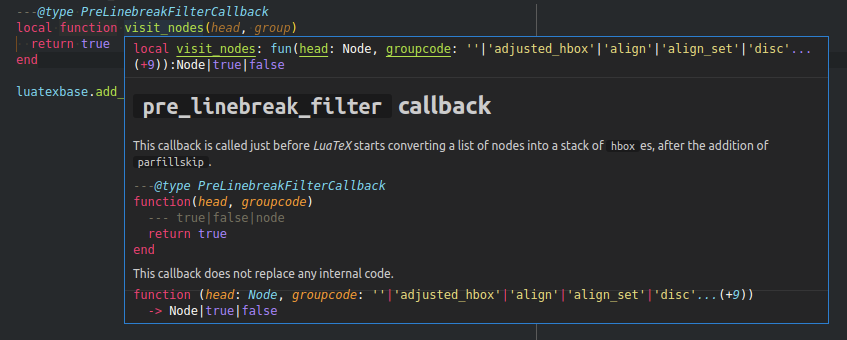 ---@type PreLinebreakFilterCallback
local function visit_nodes(head, group)
return true
end
luatexbase.add_
local visit_nodes: fun(head: Node, groupcode: ''|'adjusted_hbox'|'align'|'align_set'|'disc'...
(+9)):Node|true|false
pre_linebreak_filter callback
This callback is called just before LuaTeX starts converting a list of nodes into a stack of hbox es, after the addition of
parfillskip .
---@type PreLinebreakFilterCallback
function(head, groupcode)
--- true|false|node
return true
end
This callback does not replace any internal code.
function (head: Node, groupcode: ''|'adjusted_hbox'|'align'|'align_set'|'disc'...(+9))
-> Node|true|false